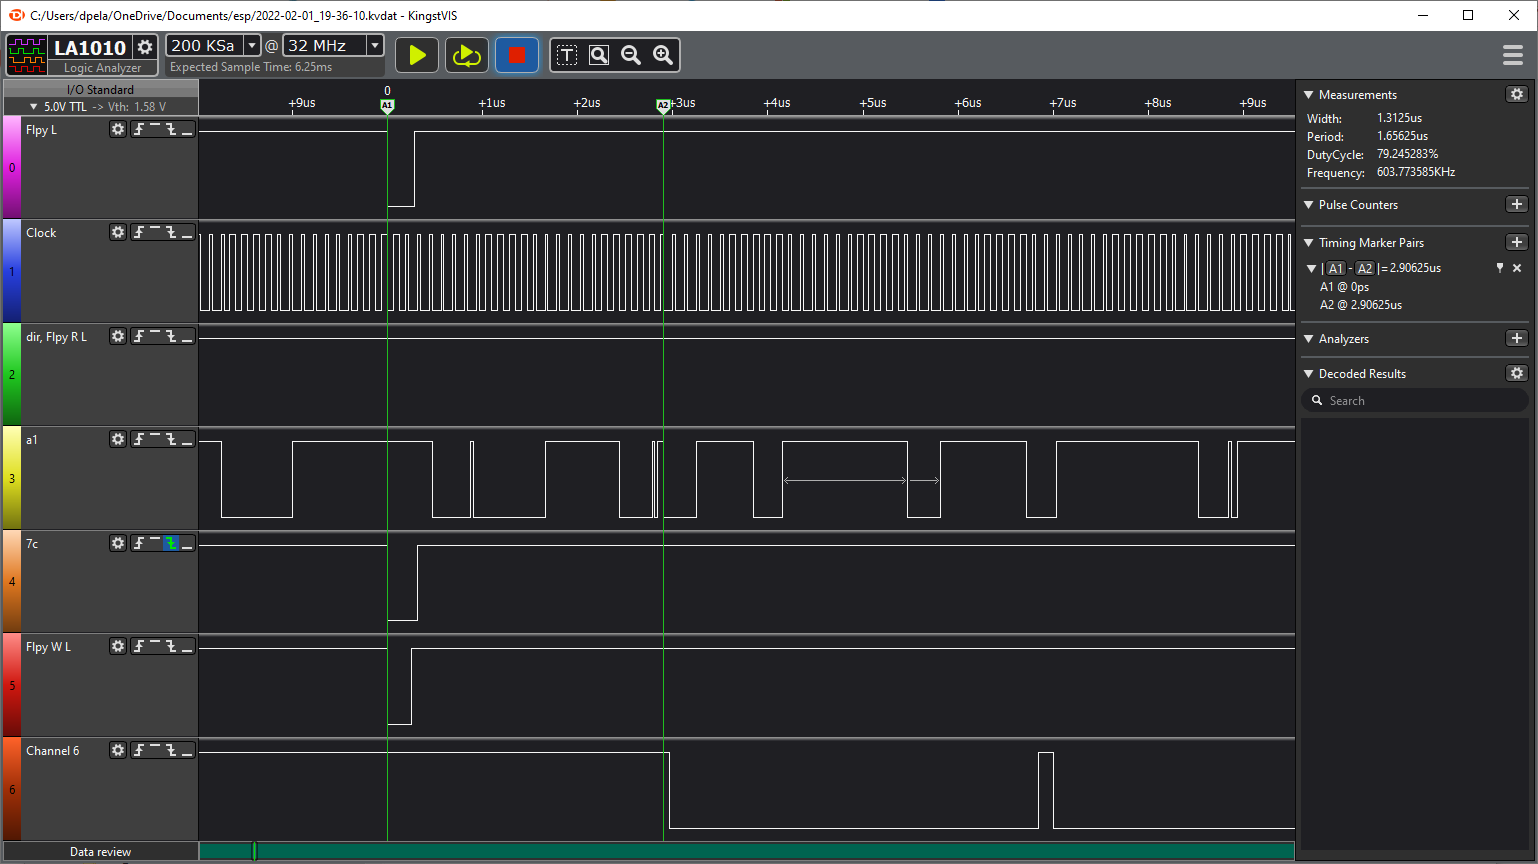 C:/Users/dpela/OneDrive/Documents/esp/2022-02-01_19-36-10.kvdat - KingstVIS
LA1010
Logic Analyzer
200 KSa @ 32 MHz
Expected Sample Time: 6.25ms
T
I/O Standard
5.0V TTL -> Vth: 1.58 V
0
+9us +1us +2us +3us +4us +5us +6us +7us +8us +9us
A1 A2
0 Flpy L
1 Clock
2 dir, Flpy R L
3 a1
4 7c
5 Flpy W L
6 Channel 6
Data review
Measurements
Width: 1.3125us
Period: 1.65625us
DutyCycle: 79.245283%
Frequency: 603.773585KHz
Pulse Counters
Timing Marker Pairs
| A1 - A2 |=2.90625us
A1 @ 0ps
A2 @ 2.90625us
Analyzers
Decoded Results
Search